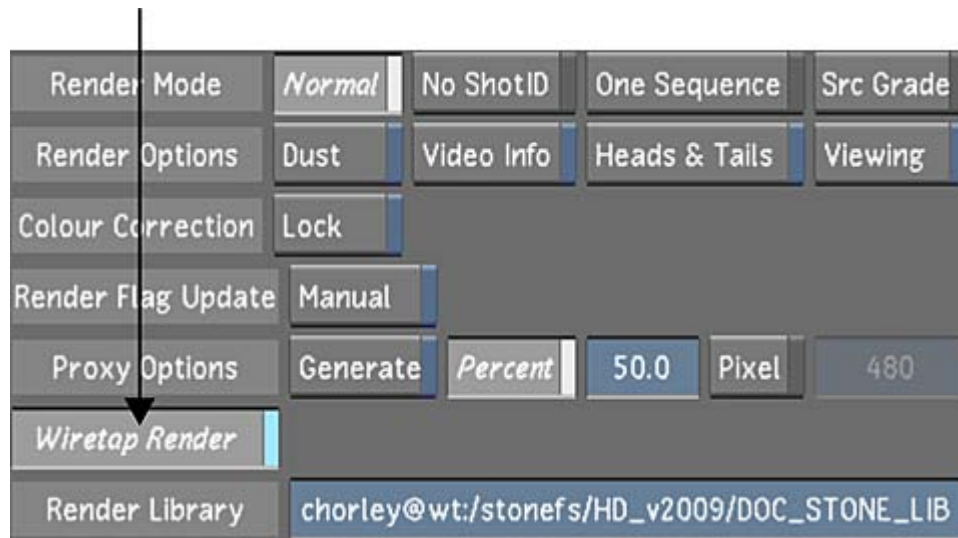 Render Mode Normal No ShotID One Sequence Src Grade
Render Options Dust Video Info Heads & Tails Viewing
Colour Correction Lock
Render Flag Update Manual
Proxy Options Generate Percent 50.0 Pixel 480
Wiretap Render
Render Library chorley@wt:/stonefs/HD_v2009/DOC_STONE_LIB